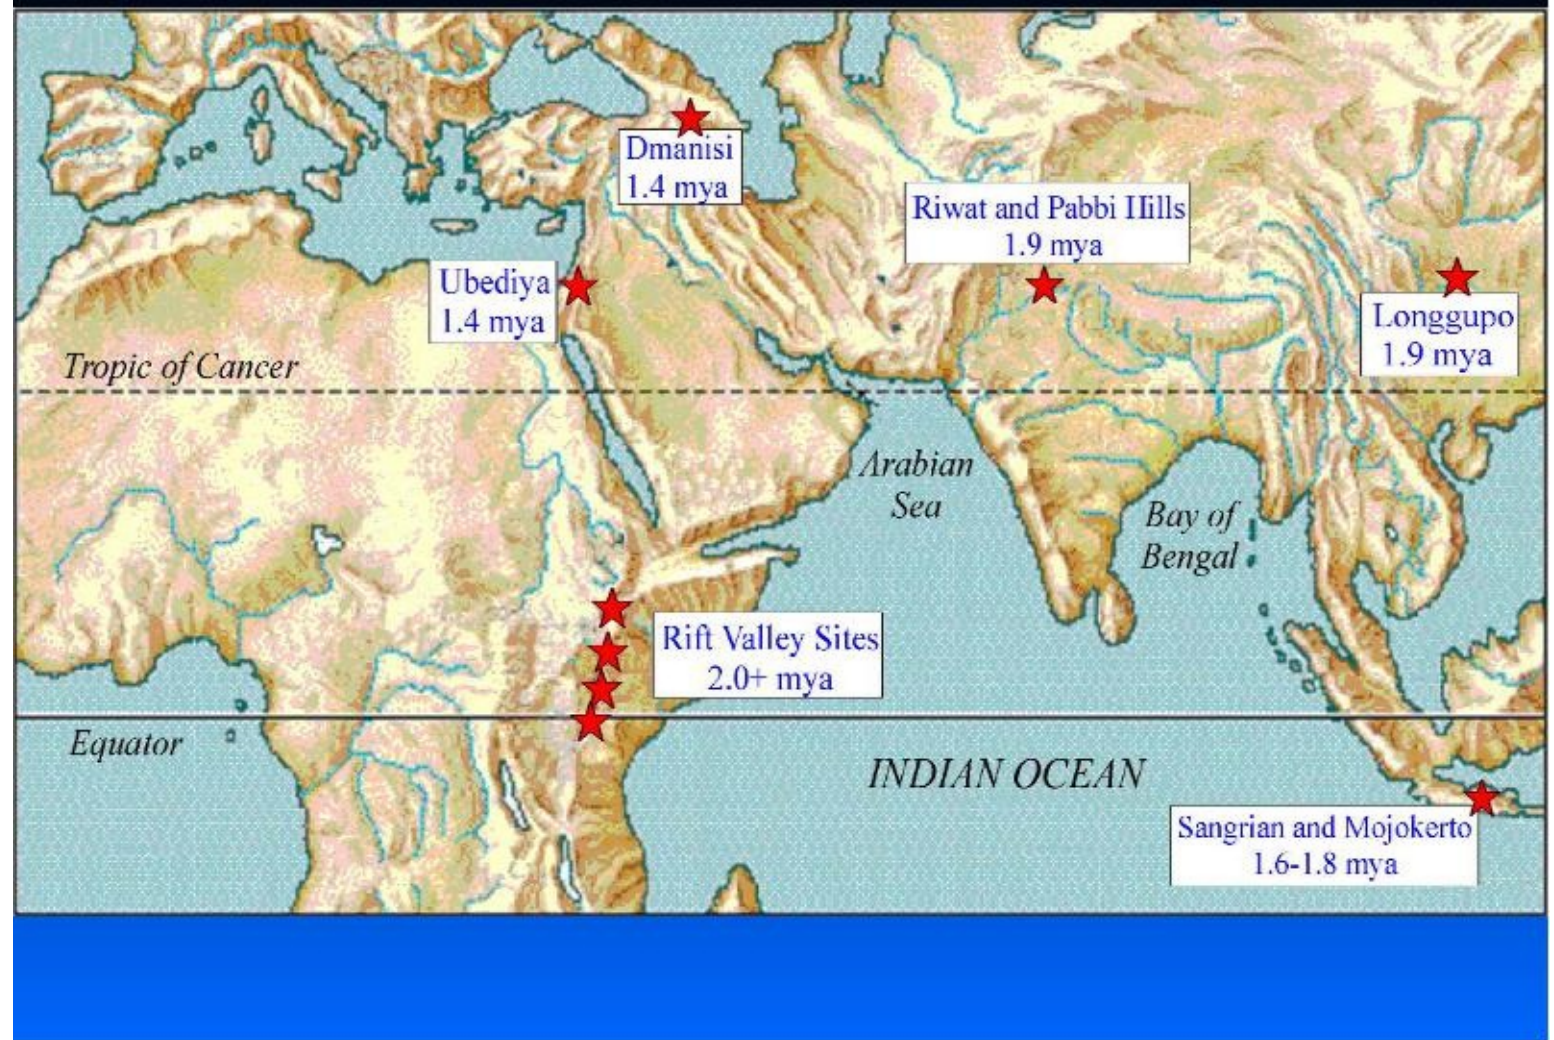 Dmanisi
1.4 mya
Riwat and Pabbi Hills
1.9 mya
Ubediya
1.4 mya
Longgupo
1.9 mya
Tropic of Cancer
Arabian
Sea
Bay of
Bengal
Rift Valley Sites
2.0+ mya
Equator
INDIAN OCEAN
Sangrian and Mojokerto
1.6-1.8 mya